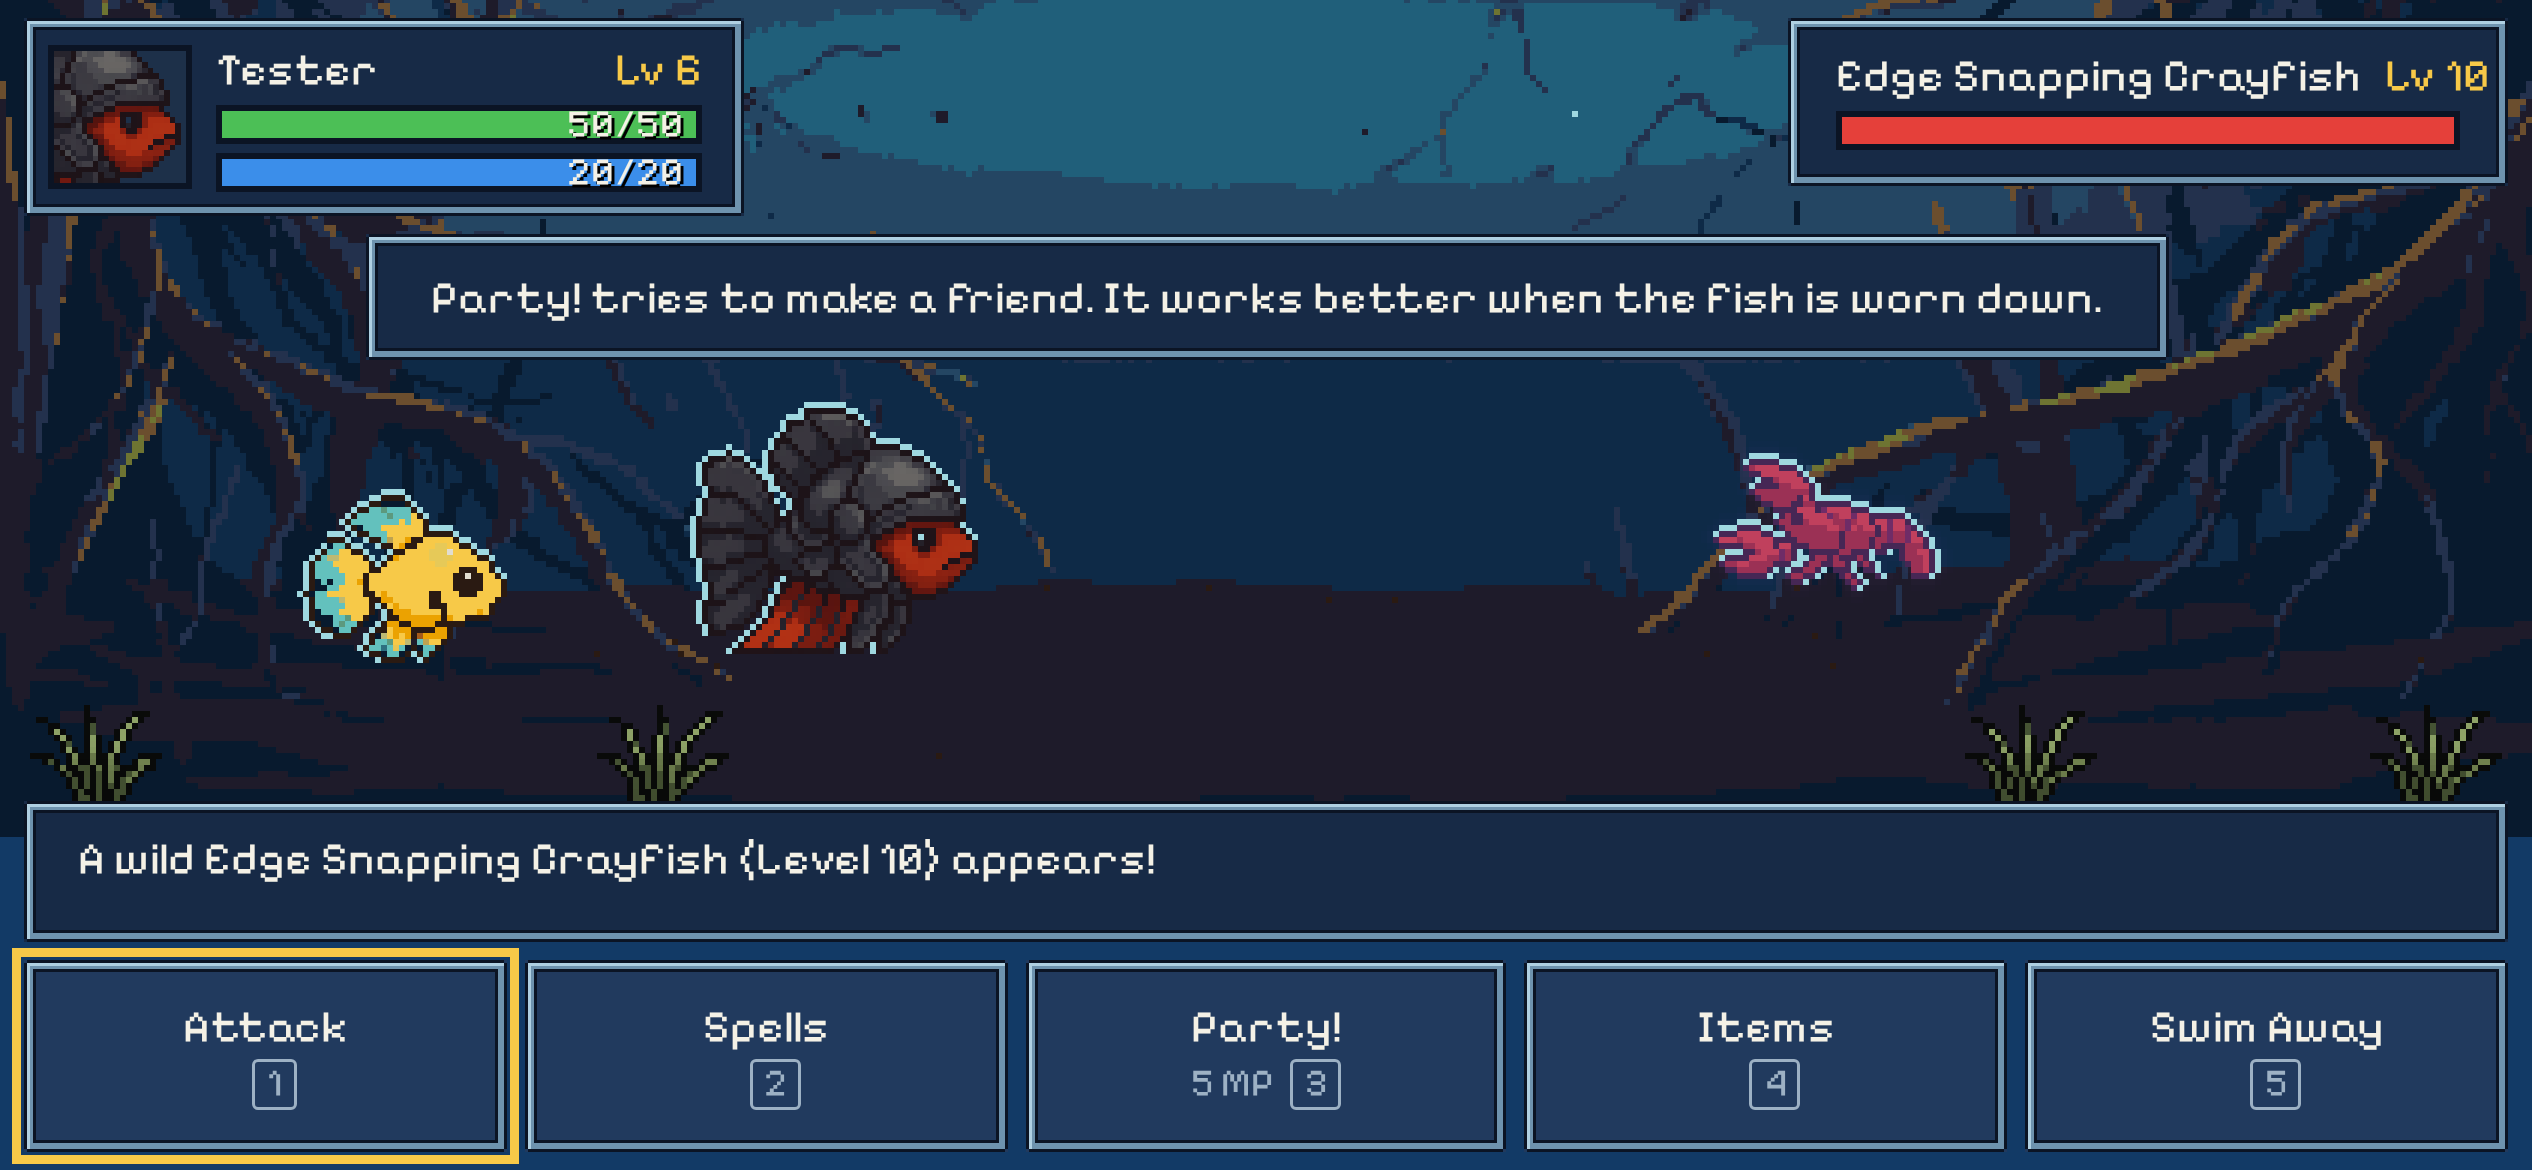 Tester Lv 6
50/50
20/20
Edge Snapping Crayfish Lv 10
Party! tries to make a friend. It works better when the fish is worn down.
A wild Edge Snapping Crayfish (Level 10) appears!
Attack
1
Spells
2
Party!
5 MP 3
Items
4
Swim Away
5